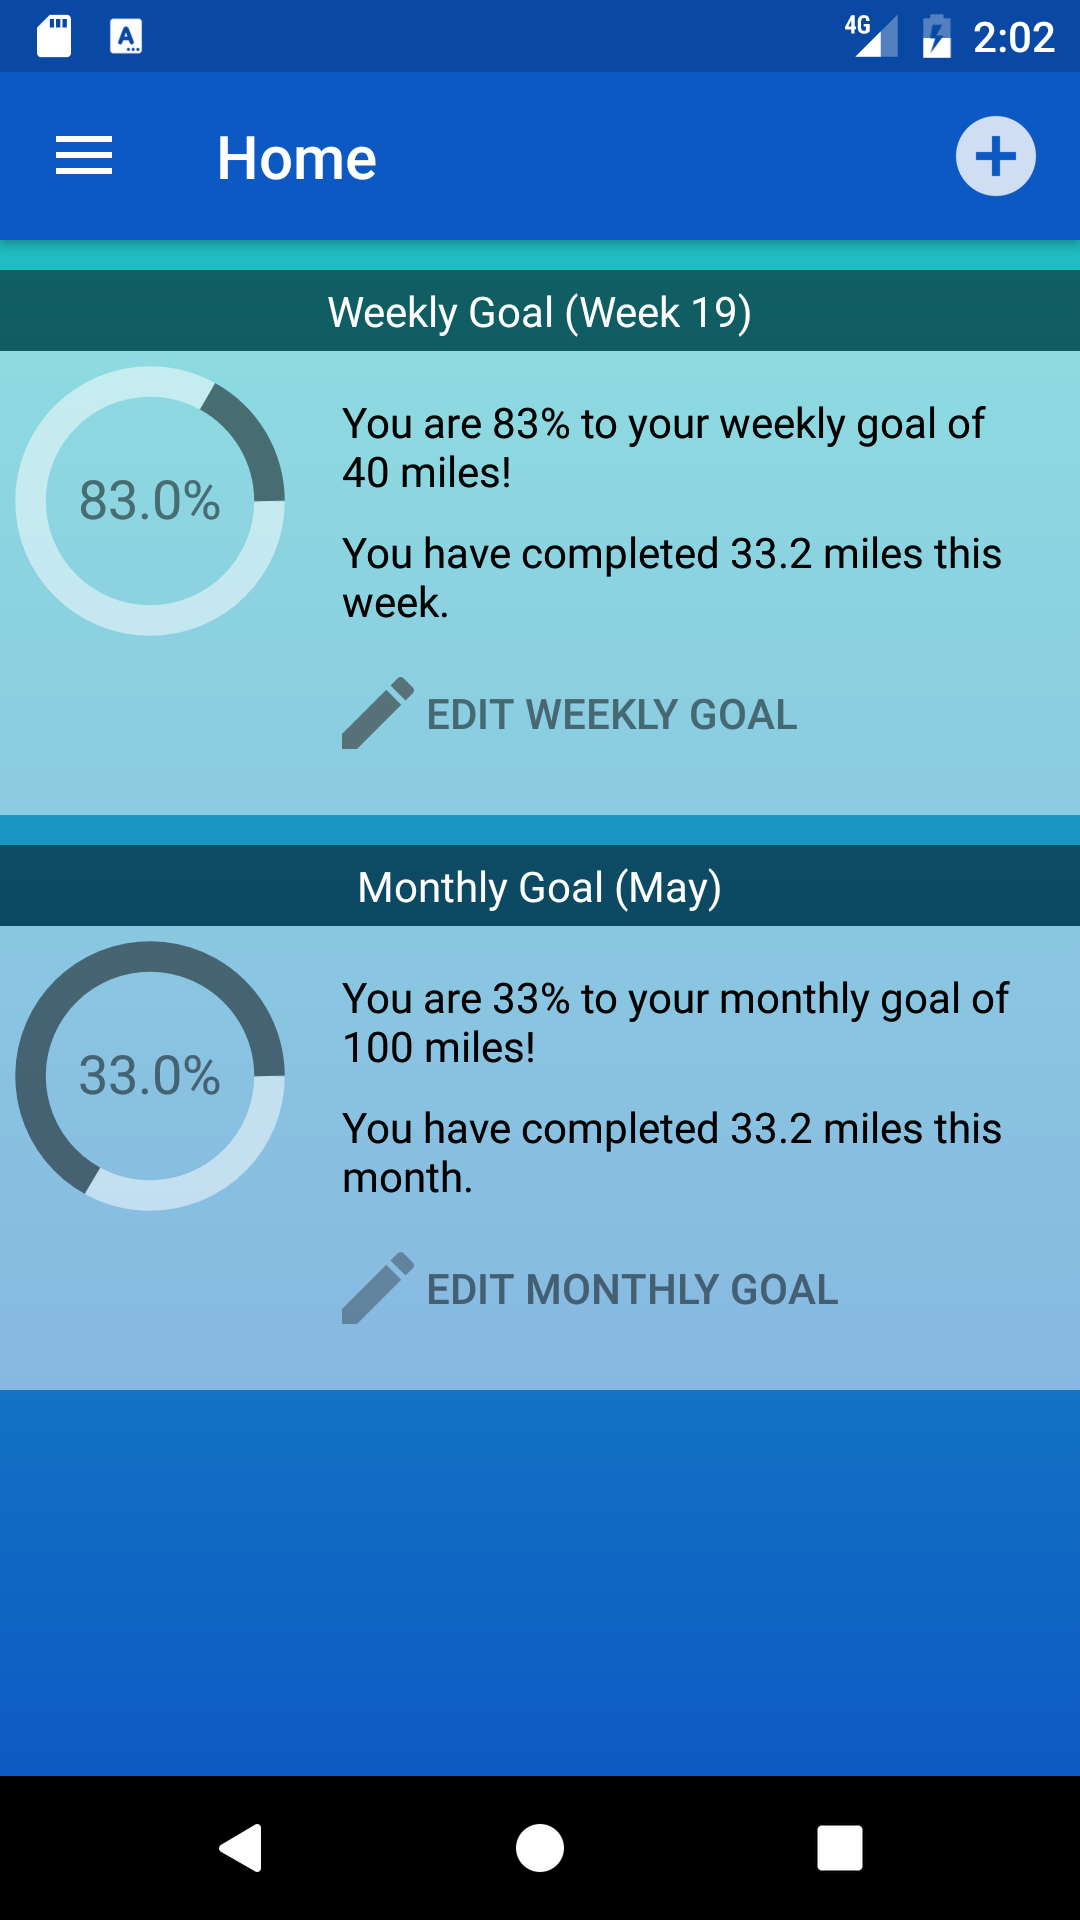 4G 2:02
Home
Weekly Goal (Week 19)
83.0%
You are 83% to your weekly goal of
40 miles!
You have completed 33.2 miles this
week.
EDIT WEEKLY GOAL
Monthly Goal (May)
33.0%
You are 33% to your monthly goal of
100 miles!
You have completed 33.2 miles this
month.
EDIT MONTHLY GOAL